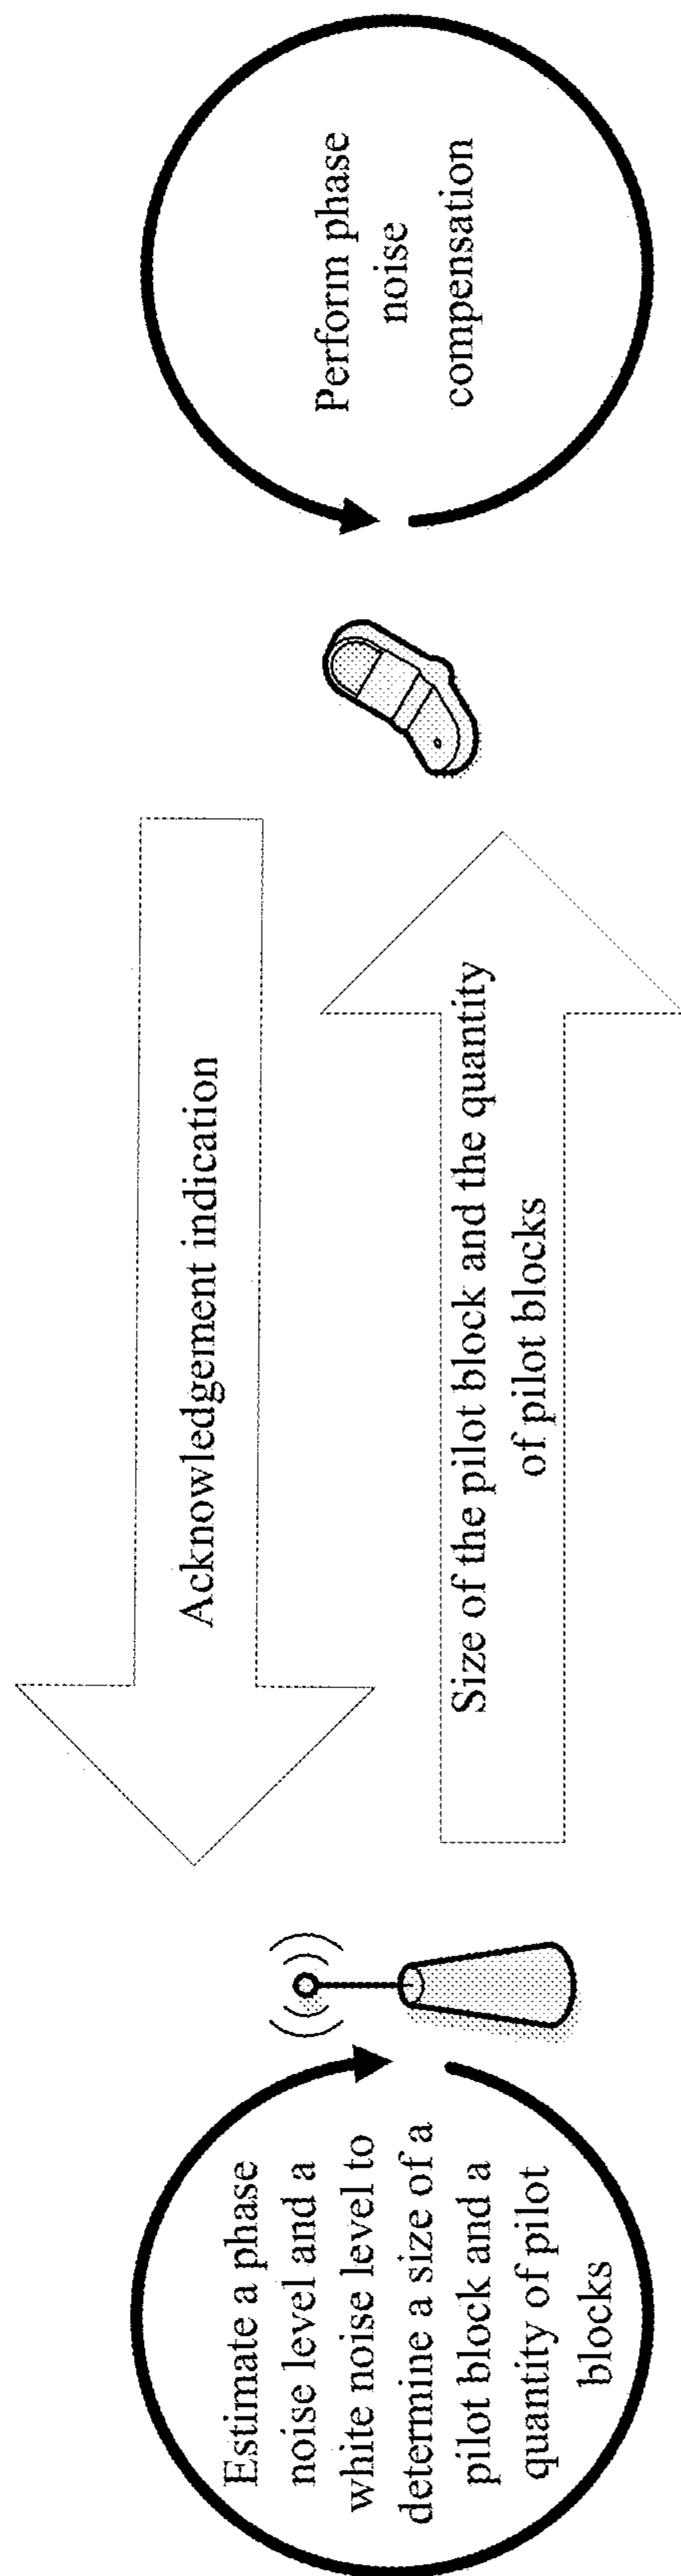 Estimate a phase
noise level and a
white noise level to
determine a size of a
pilot block and a
quantity of pilot
blocks
Acknowledgement indication
Size of the pilot block and the quantity
of pilot blocks
Perform phase
noise
compensation